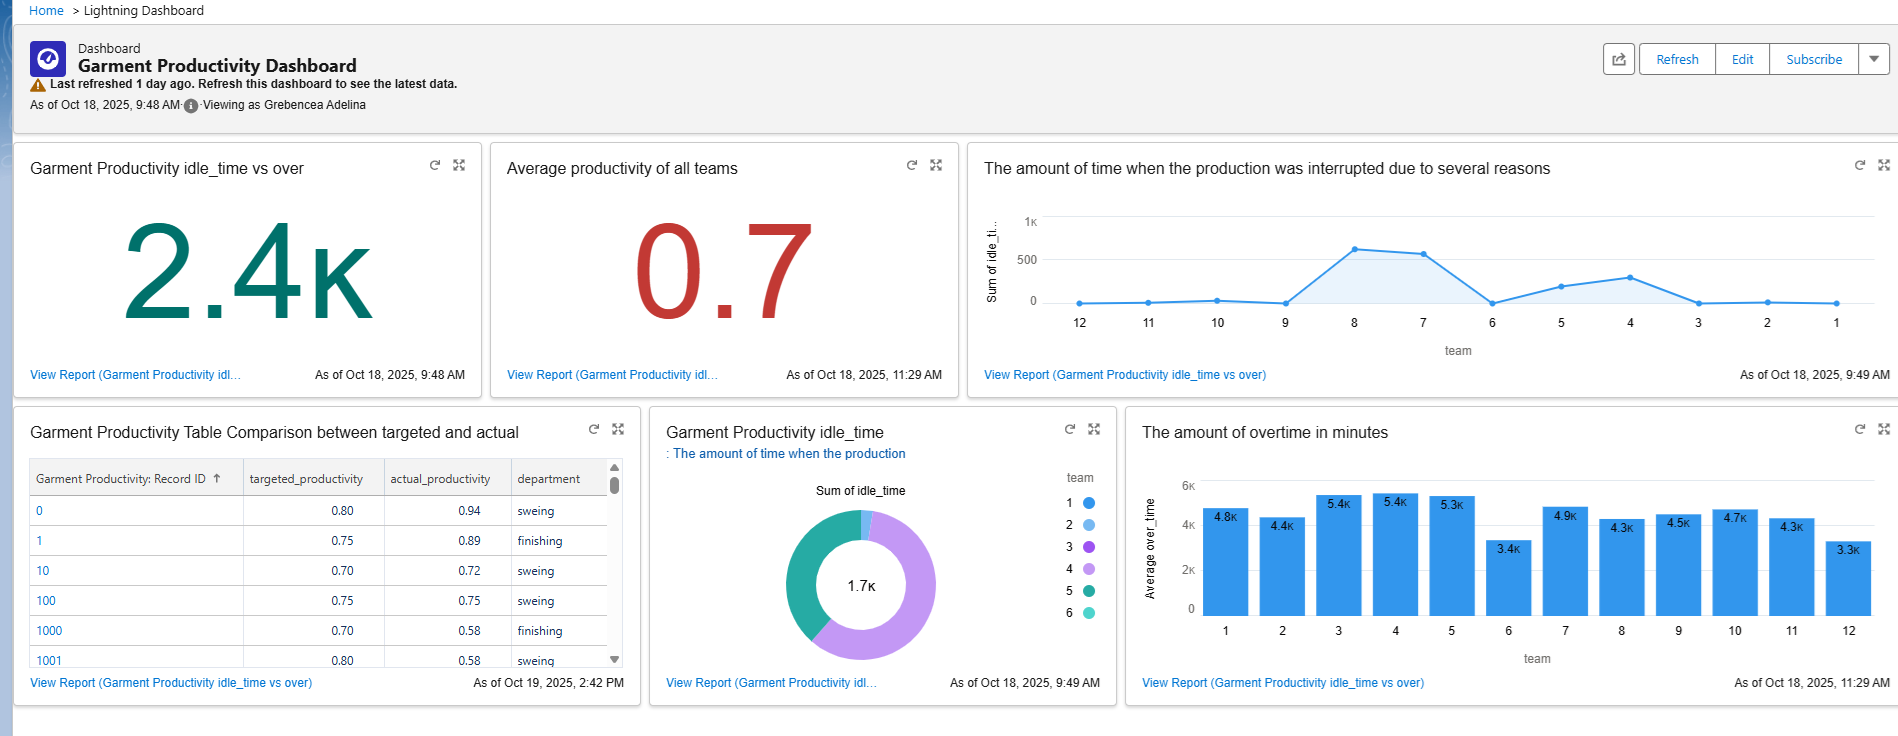 Home > Lightning Dashboard
Dashboard
Garment Productivity Dashboard
Last refreshed 1 day ago. Refresh this dashboard to see the latest data.
As of Oct 18, 2025, 9:48 AM · Viewing as Grebencea Adelina
Refresh
Edit
Subscribe
Garment Productivity idle_time vs over
2.4K
View Report (Garment Productivity idl...
As of Oct 18, 2025, 9:48 AM
Average productivity of all teams
0.7
View Report (Garment Productivity idl...
As of Oct 18, 2025, 11:29 AM
The amount of time when the production was interrupted due to several reasons
Sum of idle_ti...
1K
500
0
12 11 10 9 8 7 6 5 4 3 2 1
team
View Report (Garment Productivity idle_time vs over)
As of Oct 18, 2025, 9:49 AM
Garment Productivity Table Comparison between targeted and actual
Garment Productivity: Record ID ↑ targeted_productivity actual_productivity department
0 0.80 0.94 sweing
1 0.75 0.89 finishing
10 0.70 0.72 sweing
100 0.75 0.75 sweing
1000 0.70 0.58 finishing
1001 0.80 0.58 sweing
View Report (Garment Productivity idle_time vs over)
As of Oct 19, 2025, 2:42 PM
Garment Productivity idle_time
: The amount of time when the production
Sum of idle_time
1.7K
team
1
2
3
4
5
6
View Report (Garment Productivity idl...
As of Oct 18, 2025, 9:49 AM
The amount of overtime in minutes
Average over_time
6K
4K
2K
0
4.8K 4.4K 5.4K 5.4K 5.3K 3.4K 4.9K 4.3K 4.5K 4.7K 4.3K 3.3K
1 2 3 4 5 6 7 8 9 10 11 12
team
View Report (Garment Productivity idle_time vs over)
As of Oct 18, 2025, 11:29 AM